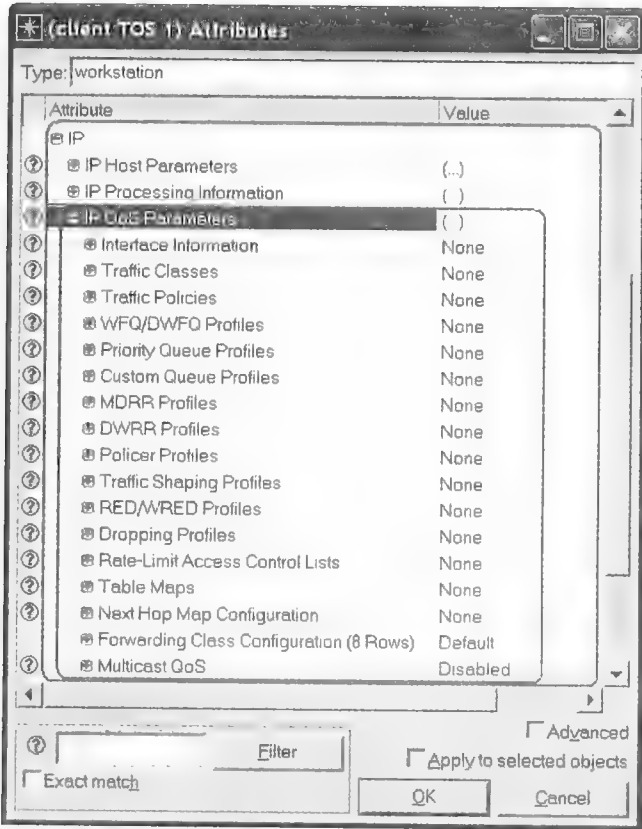 (client TOS 1) Attributes
Type: workstation
Attribute Value
IP
IP Host Parameters (...)
IP Processing Information ( )
IP QoS Parameters ( )
Interface Information None
Traffic Classes None
Traffic Policies None
WFQ/DWFQ Profiles None
Priority Queue Profiles None
Custom Queue Profiles None
MDRR Profiles None
DWRR Profiles None
Policer Profiles None
Traffic Shaping Profiles None
RED/WRED Profiles None
Dropping Profiles None
Rate-Limit Access Control Lists None
Table Maps None
Next Hop Map Configuration None
Forwarding Class Configuration (8 Rows) Default
Multicast QoS Disabled
Advanced
Filter
Apply to selected objects
Exact match
OK Cancel